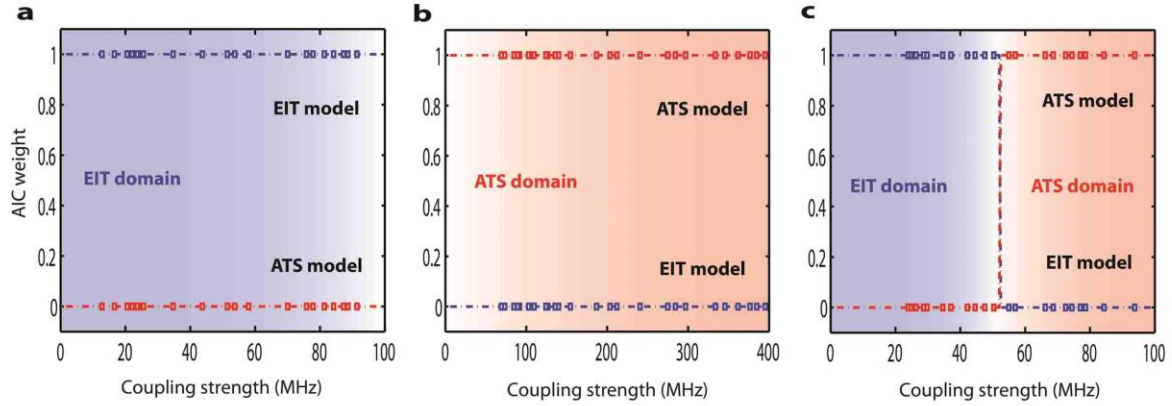 a
b
c
AIC weight
1
0.8
0.6
0.4
0.2
0
EIT model
EIT domain
ATS model
0
20
40
60
80
100
Coupling strength (MHz)
1
0.8
0.6
0.4
0.2
0
ATS model
ATS domain
EIT model
0
100
200
300
400
Coupling strength (MHz)
1
0.8
0.6
0.4
0.2
0
ATS model
EIT domain
ATS domain
EIT model
0
20
40
60
80
100
Coupling strength (MHz)